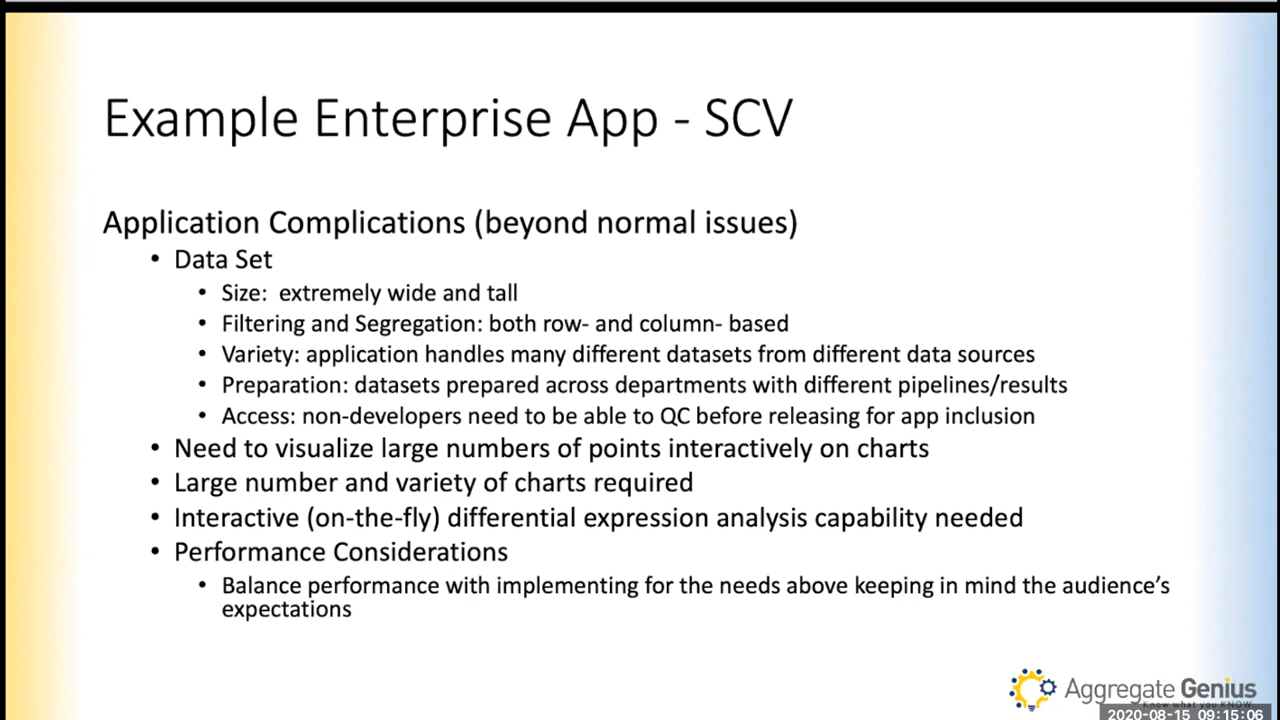 Example Enterprise App - SCV
Application Complications (beyond normal issues)
• Data Set
• Size:  extremely wide and tall
• Filtering and Segregation: both row- and column- based
• Variety: application handles many different datasets from different data sources
• Preparation: datasets prepared across departments with different pipelines/results
• Access: non-developers need to be able to QC before releasing for app inclusion
• Need to visualize large numbers of points interactively on charts
• Large number and variety of charts required
• Interactive (on-the-fly) differential expression analysis capability needed
• Performance Considerations
• Balance performance with implementing for the needs above keeping in mind the audience’s
expectations
Aggregate Genius
Know what you KNOW
2020-08-15 09:15:06